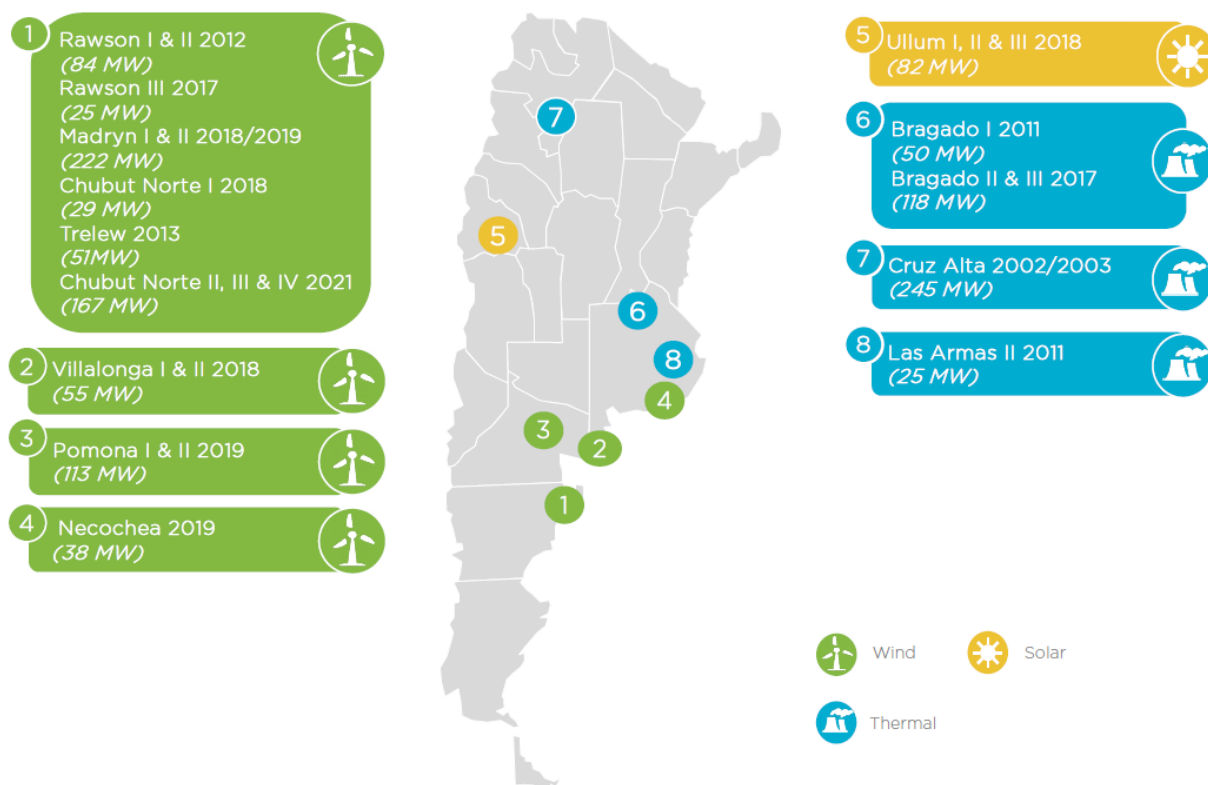 1
Rawson I & II 2012
(84 MW)
Rawson III 2017
(25 MW)
Madryn I & II 2018/2019
(222 MW)
Chubut Norte I 2018
(29 MW)
Trelew 2013
(51MW)
Chubut Norte II, III & IV 2021
(167 MW)
2
Villalonga I & II 2018
(55 MW)
3
Pomona I & II 2019
(113 MW)
4
Necochea 2019
(38 MW)
7
5
6
8
4
3
2
1
5
Ullum I, II & III 2018
(82 MW)
6
Bragado I 2011
(50 MW)
Bragado II & III 2017
(118 MW)
7
Cruz Alta 2002/2003
(245 MW)
8
Las Armas II 2011
(25 MW)
Wind
Solar
Thermal